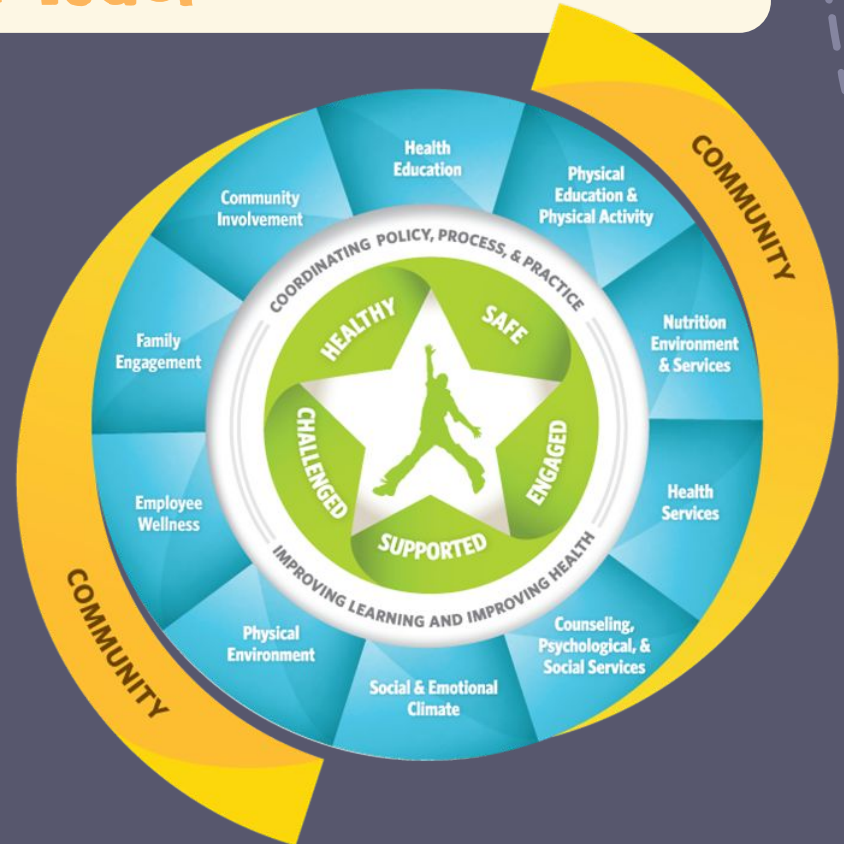 COMMUNITY
Health
Education
Physical
Education &
Physical Activity
Nutrition
Environment
& Services
Health
Services
Counseling,
Psychological, &
Social Services
Social & Emotional
Climate
Physical
Environment
Employee
Wellness
Family
Engagement
Community
Involvement
COORDINATING POLICY, PROCESS, & PRACTICE
IMPROVING LEARNING AND IMPROVING HEALTH
HEALTHY
SAFE
ENGAGED
SUPPORTED
CHALLENGED
COMMUNITY